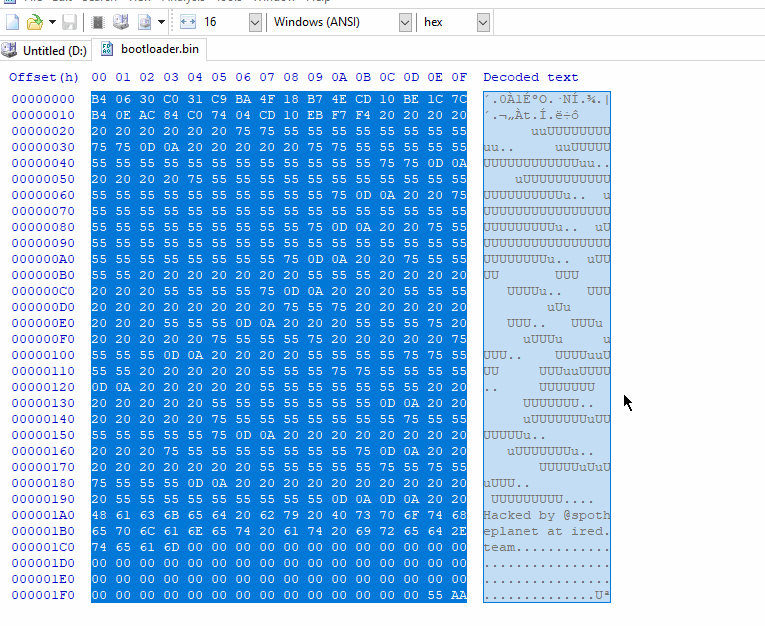 16 Windows (ANSI) hex
Untitled (D:) bootloader.bin
Offset(h) 00 01 02 03 04 05 06 07 08 09 0A 0B 0C 0D 0E 0F Decoded text
00000000 B4 06 30 C0 31 C9 BA 4F 18 B7 4E CD 10 BE 1C 7C ´.0À1ÉºO.·NÍ.¾.|
00000010 B4 0E AC 84 C0 74 04 CD 10 EB F7 F4 20 20 20 20 ´.¬„Àt.Í.ë÷ô
00000020 20 20 20 20 20 20 75 75 55 55 55 55 55 55 55 55       uuUUUUUUUU
00000030 75 75 0D 0A 20 20 20 20 20 75 75 55 55 55 55 55 uu..     uuUUUUU
00000040 55 55 55 55 55 55 55 55 55 55 55 55 75 75 0D 0A UUUUUUUUUUUUuu..
00000050 20 20 20 20 75 55 55 55 55 55 55 55 55 55 55 55     uUUUUUUUUUUU
00000060 55 55 55 55 55 55 55 55 55 55 75 0D 0A 20 20 75 UUUUUUUUUUu..  u
00000070 55 55 55 55 55 55 55 55 55 55 55 55 55 55 55 55 UUUUUUUUUUUUUUUU
00000080 55 55 55 55 55 55 55 55 55 75 0D 0A 20 20 75 55 UUUUUUUUUu..  uU
00000090 55 55 55 55 55 55 55 55 55 55 55 55 55 55 55 55 UUUUUUUUUUUUUUUU
000000A0 55 55 55 55 55 55 55 55 75 0D 0A 20 20 75 55 55 UUUUUUUUu..  uUU
000000B0 55 55 20 20 20 20 20 20 20 55 55 55 20 20 20 20 UU       UUU
000000C0 20 20 20 55 55 55 55 75 0D 0A 20 20 20 55 55 55    UUUUu..   UUU
000000D0 20 20 20 20 20 20 20 20 75 55 75 20 20 20 20 20         uUu
000000E0 20 20 20 55 55 55 0D 0A 20 20 20 55 55 55 75 20    UUU..   UUUu
000000F0 20 20 20 20 20 75 55 55 55 75 20 20 20 20 20 75      uUUUu     u
00000100 55 55 55 0D 0A 20 20 20 20 55 55 55 55 75 75 55 UUU..    UUUUuuU
00000110 55 55 20 20 20 55 55 55 75 75 55 55 55 55 20 20 UU   UUUuuUUUU
00000120 0D 0A 20 20 20 20 20 55 55 55 55 55 55 55 20 20 ..     UUUUUUU
00000130 20 20 20 20 20 55 55 55 55 55 55 55 0D 0A 20 20      UUUUUUU..
00000140 20 20 20 20 20 75 55 55 55 55 55 55 55 75 55 55      uUUUUUUUuUU
00000150 55 55 55 55 55 75 0D 0A 20 20 20 20 20 20 20 20 UUUUUu..
00000160 20 20 20 75 55 55 55 55 55 55 55 75 0D 0A 20 20    uUUUUUUUu..
00000170 20 20 20 20 20 20 20 55 55 55 55 55 75 55 75 55        UUUUUuUuU
00000180 75 55 55 55 0D 0A 20 20 20 20 20 20 20 20 20 20 uUUU..
00000190 20 55 55 55 55 55 55 55 55 55 0D 0A 0D 0A 20 20  UUUUUUUUU....
000001A0 48 61 63 6B 65 64 20 62 79 20 40 73 70 6F 74 68 Hacked by @spoth
000001B0 65 70 6C 61 6E 65 74 20 61 74 20 69 72 65 64 2E eplanet at ired.
000001C0 74 65 61 6D 00 00 00 00 00 00 00 00 00 00 00 00 team............
000001D0 00 00 00 00 00 00 00 00 00 00 00 00 00 00 00 00 ................
000001E0 00 00 00 00 00 00 00 00 00 00 00 00 00 00 00 00 ................
000001F0 00 00 00 00 00 00 00 00 00 00 00 00 00 00 55 AA ..............Uª